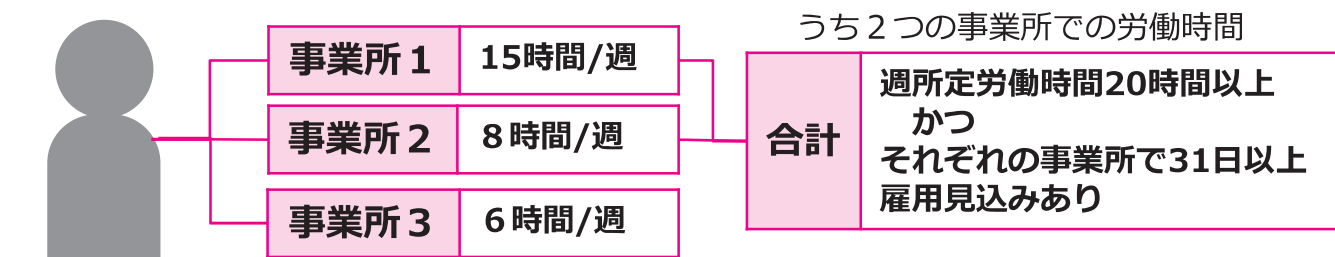 うち２つの事業所での労働時間
事業所１ 15時間/週
事業所２ ８時間/週
事業所３ ６時間/週
合計
週所定労働時間20時間以上
かつ
それぞれの事業所で31日以上
雇用見込みあり